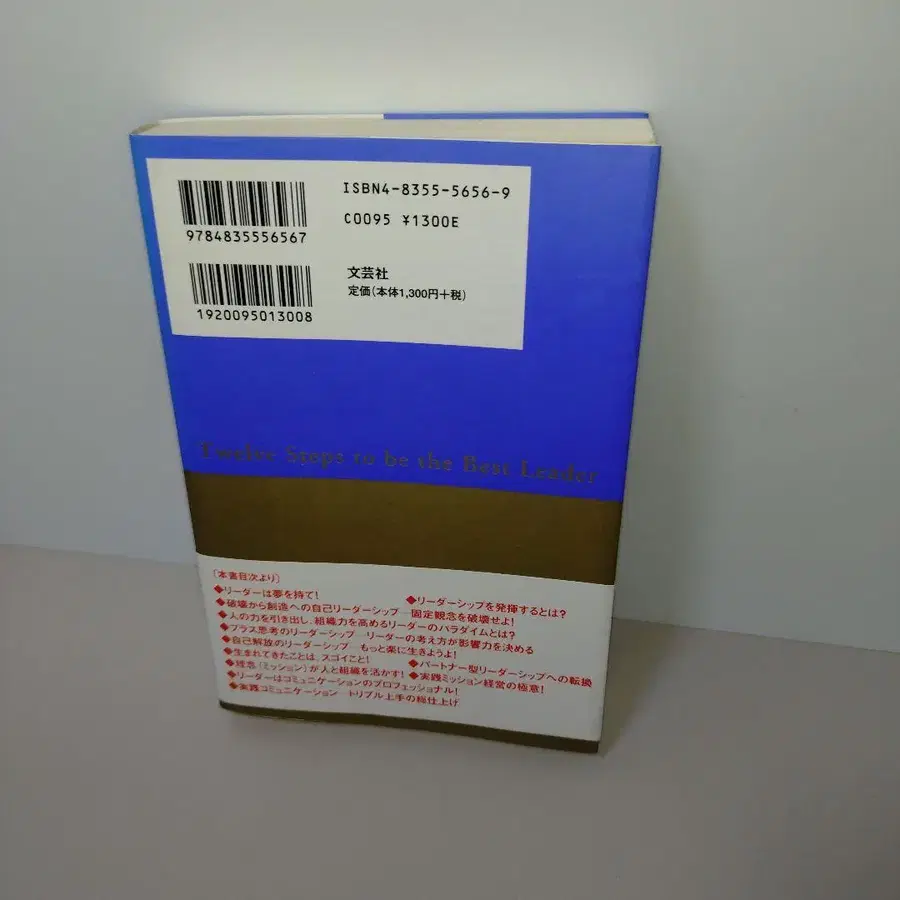 ISBN4-8355-5656-9
C0095 ¥1300E
9784835556567
文芸社
定価(本体1,300円+税)
1920095013008
Twelve Steps to be the Best Leader
〔本書目次より〕
◆リーダーは夢を持て!
◆リーダーシップを発揮するとは?
◆破壊から創造への自己リーダーシップ―固定観念を破壊せよ!
◆人の力を引き出し、組織力を高めるリーダーのパラダイムとは?
◆プラス思考のリーダーシップ―リーダーの考え方が影響力を決める
◆自己解放のリーダーシップ―もっと楽に生きようよ!
◆生まれてきたことは、スゴイこと!
◆パートナー型リーダーシップへの転換
◆理念(ミッション)が人と組織を活かす!
◆実践ミッション経営の極意!
◆リーダーはコミュニケーションのプロフェッショナル!
◆実践コミュニケーション―トリプル上手の総仕上げ